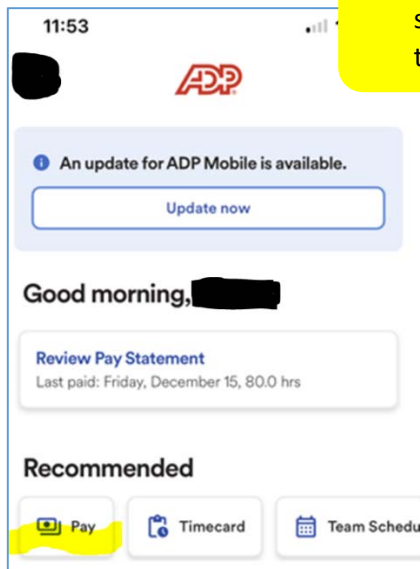 11:53
ADP
An update for ADP Mobile is available.
Update now
Good morning,
Review Pay Statement
Last paid: Friday, December 15, 80.0 hrs
Recommended
Pay
Timecard
Team